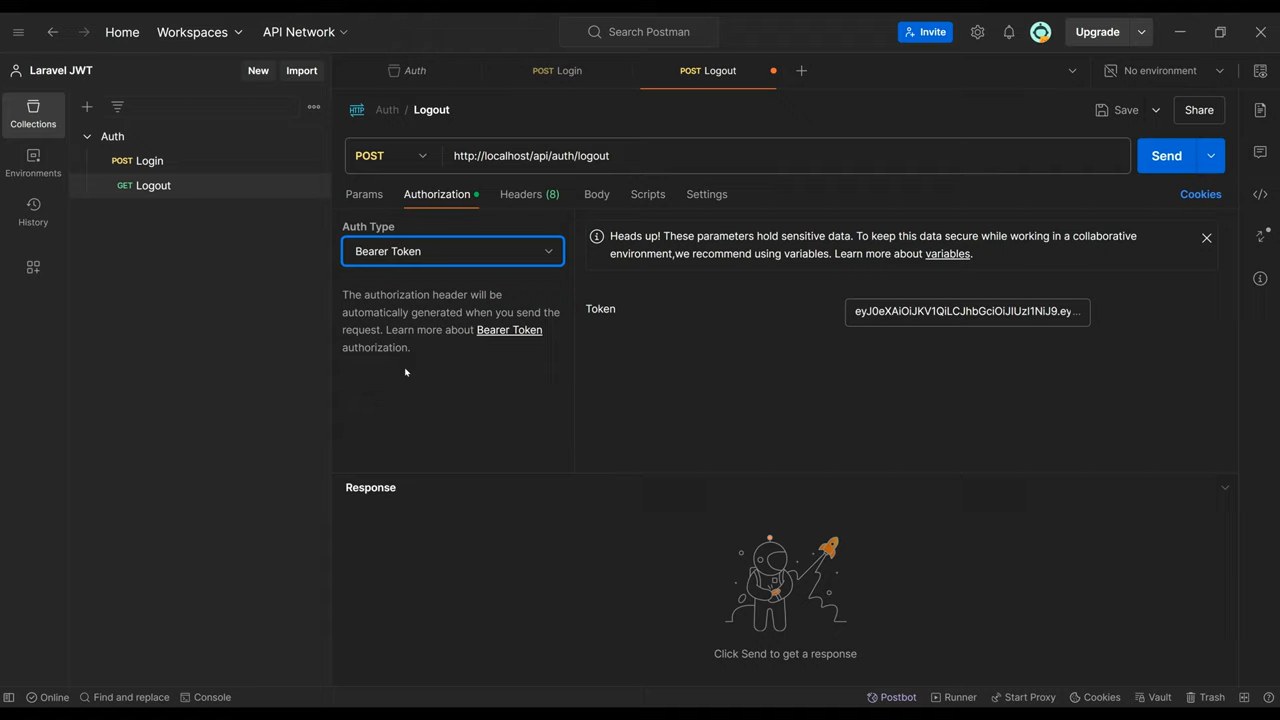 Home Workspaces API Network Search Postman Invite Upgrade
Laravel JWT New Import Auth POST Login POST Logout No environment
Collections
Auth
POST Login
GET Logout
Environments
History
Auth / Logout Save Share
POST http://localhost/api/auth/logout Send
Params Authorization Headers (8) Body Scripts Settings Cookies
Auth Type
Bearer Token
The authorization header will be
automatically generated when you send the
request. Learn more about Bearer Token
authorization.
Heads up! These parameters hold sensitive data. To keep this data secure while working in a collaborative
environment,we recommend using variables. Learn more about variables.
Token eyJ0eXAiOiJKV1QiLCJhbGciOiJIUzI1NiJ9.ey...
Response
Click Send to get a response
Online Find and replace Console Postbot Runner Start Proxy Cookies Vault Trash